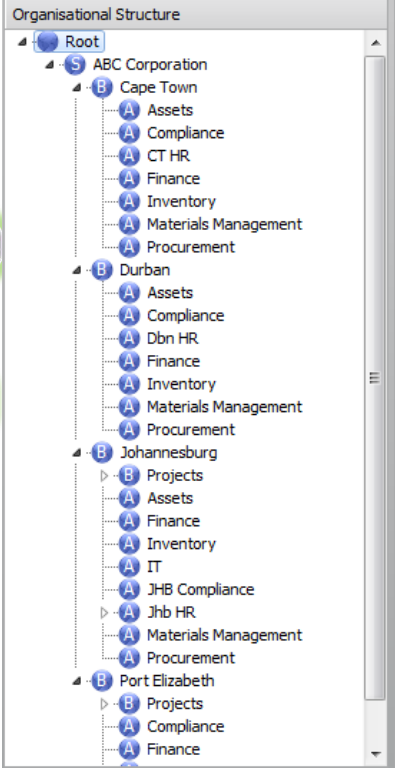 Organisational Structure
Root
S ABC Corporation
B Cape Town
A Assets
A Compliance
A CT HR
A Finance
A Inventory
A Materials Management
A Procurement
B Durban
A Assets
A Compliance
A Dbn HR
A Finance
A Inventory
A Materials Management
A Procurement
B Johannesburg
B Projects
A Assets
A Finance
A Inventory
A IT
A JHB Compliance
A Jhb HR
A Materials Management
A Procurement
B Port Elizabeth
B Projects
A Compliance
A Finance